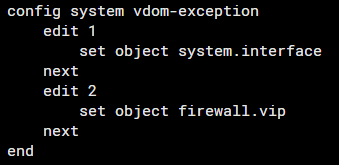 config system vdom-exception
    edit 1
        set object system.interface
    next
    edit 2
        set object firewall.vip
    next
end